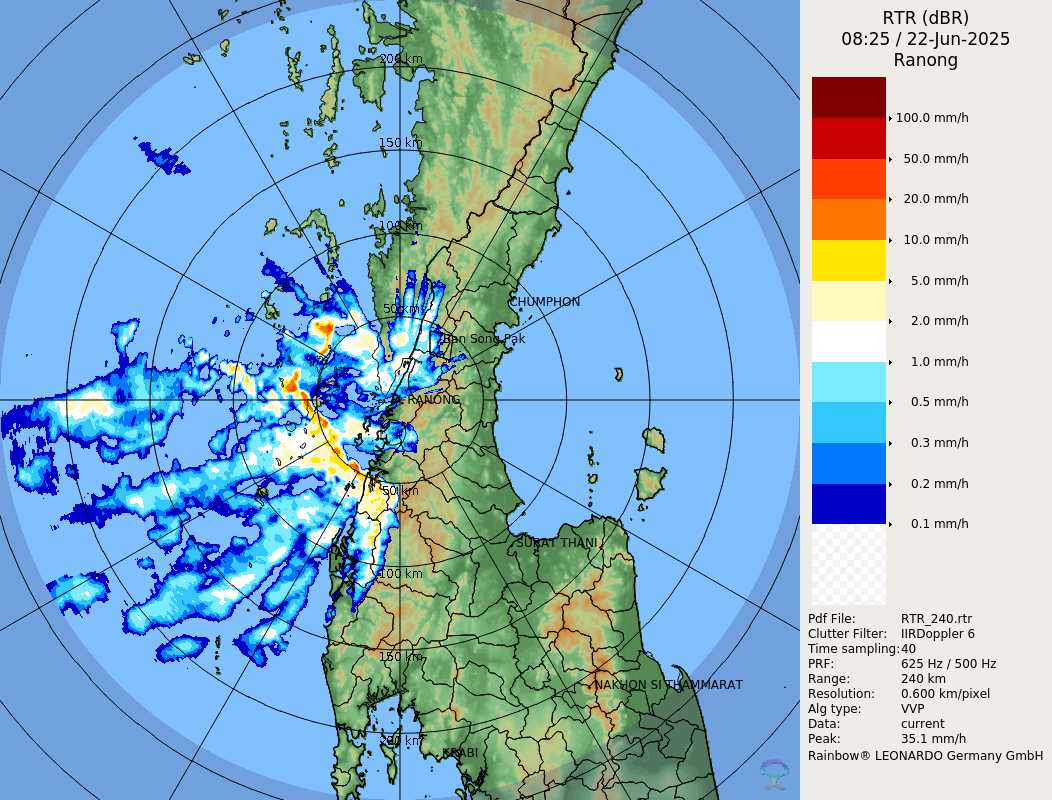 RTR (dBR)
08:25 / 22-Jun-2025
Ranong
100.0 mm/h
50.0 mm/h
20.0 mm/h
10.0 mm/h
5.0 mm/h
2.0 mm/h
1.0 mm/h
0.5 mm/h
0.3 mm/h
0.2 mm/h
0.1 mm/h
Pdf File: RTR_240.rtr
Clutter Filter: IIRDoppler 6
Time sampling:40
PRF: 625 Hz / 500 Hz
Range: 240 km
Resolution: 0.600 km/pixel
Alg type: VVP
Data: current
Peak: 35.1 mm/h
Rainbow® LEONARDO Germany GmbH
200 km
150 km
100 km
50 km
CHUMPHON
Ban Song Pak
RANONG
50 km
SURAT THANI
100 km
150 km
NAKHON SI THAMMARAT
200 km
KRABI